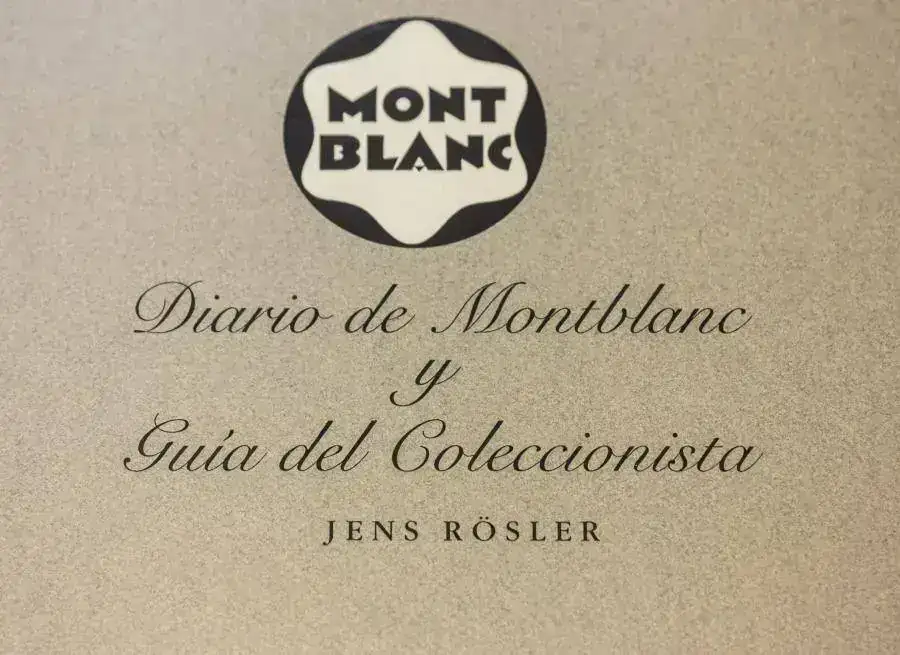 MONT
BLANC
Diario de Montblanc
y
Guía del Coleccionista
JENS RÖSLER